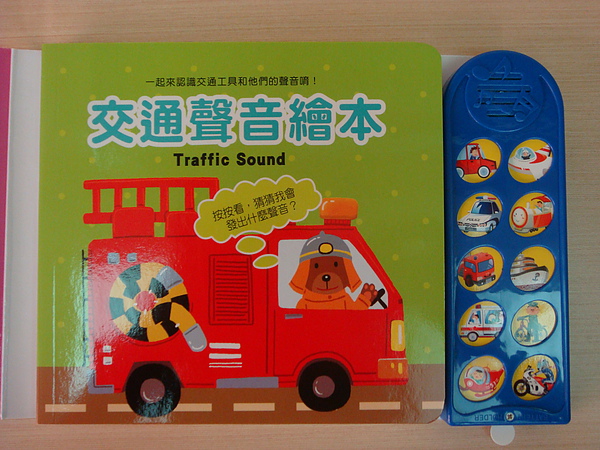 一起來認識交通工具和他們的聲音唷！
交通聲音繪本
Traffic Sound
按按看，猜猜我會
發出什麼聲音？